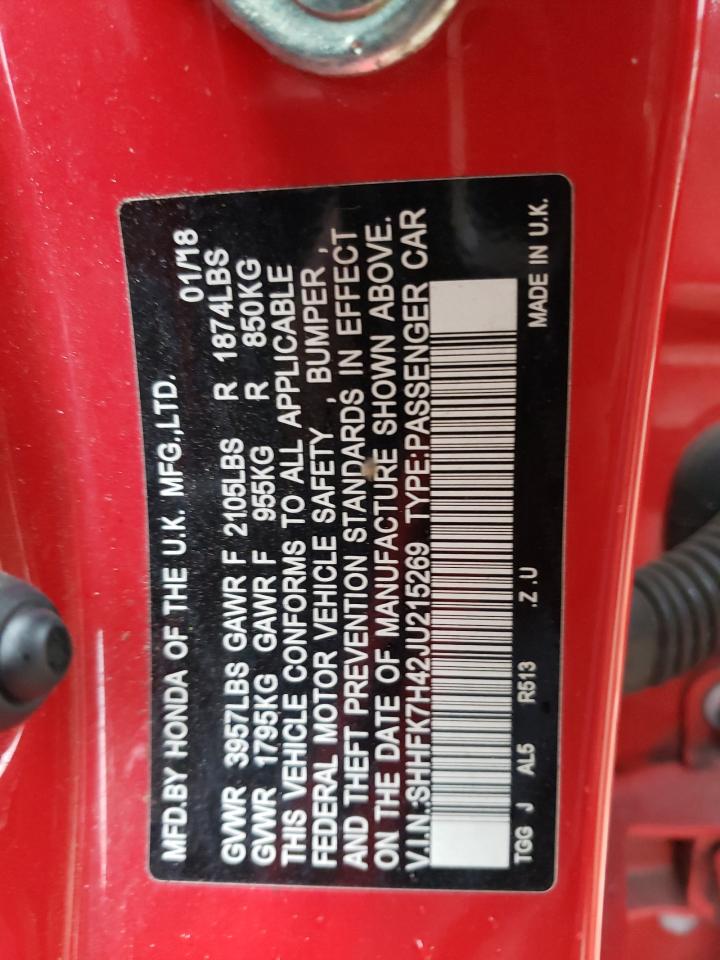 MFD.BY HONDA OF THE U.K. MFG.,LTD.
01/18
GVWR 3957LBS GAWR F 2105LBS R 1874LBS
GVWR 1795KG GAWR F 955KG R 850KG
THIS VEHICLE CONFORMS TO ALL APPLICABLE
FEDERAL MOTOR VEHICLE SAFETY , BUMPER ,
AND THEFT PREVENTION STANDARDS IN EFFECT
ON THE DATE OF MANUFACTURE SHOWN ABOVE.
V.I.N.:SHHFK7H42JU215269 TYPE:PASSENGER CAR
TGG J AL5 R513 .Z .U MADE IN U.K.